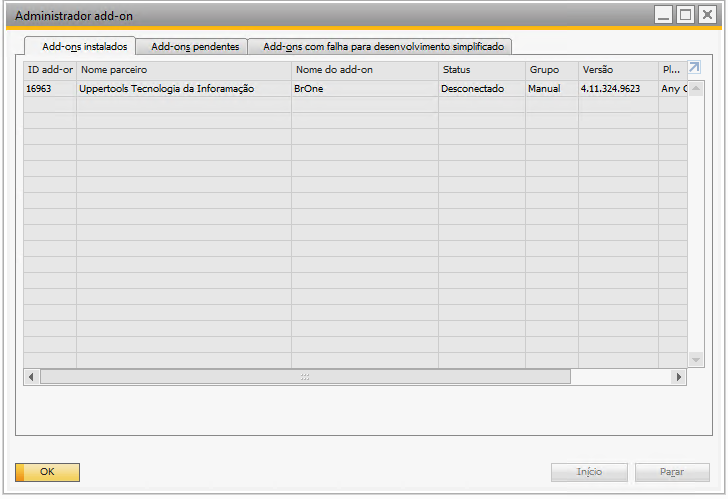 Administrador add-on
Add-ons instalados Add-ons pendentes Add-ons com falha para desenvolvimento simplificado
ID add-or Nome parceiro Nome do add-on Status Grupo Versão Pl...
16963 Uppertools Tecnologia da Inforamação BrOne Desconectado Manual 4.11.324.9623 Any C
OK Início Parar